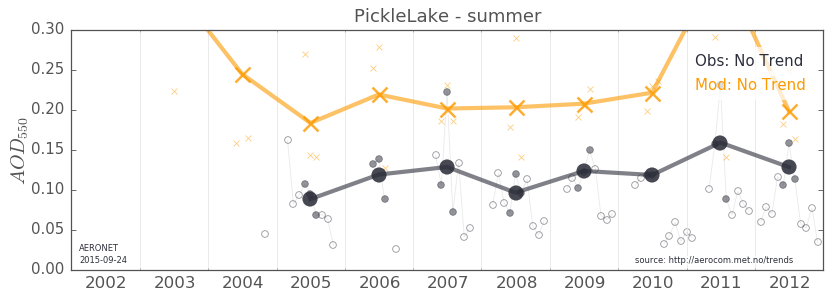 PickleLake - summer
0.30
0.25
0.20
0.15
0.10
0.05
0.00
AOD550
Obs: No Trend
Mod: No Trend
AERONET
2015-09-24
source: http://aerocom.met.no/trends
2002 2003 2004 2005 2006 2007 2008 2009 2010 2011 2012